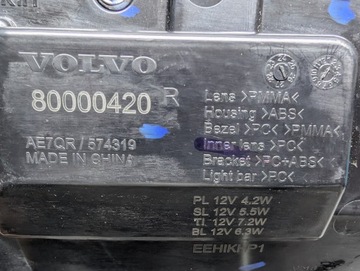 VOLVO
80000420 R
AE7QR / 574319
MADE IN CHINA
Lens >PMMA<
Housing >ABS<
Bezel >PC< >PMMA<
Inner lens >PC<
Bracket >PC+ABS<
Light bar >PC<
PL 12V 4.2W
SL 12V 5.5W
TI 12V 7.2W
BL 12V 6.3W
EEHIKHP1